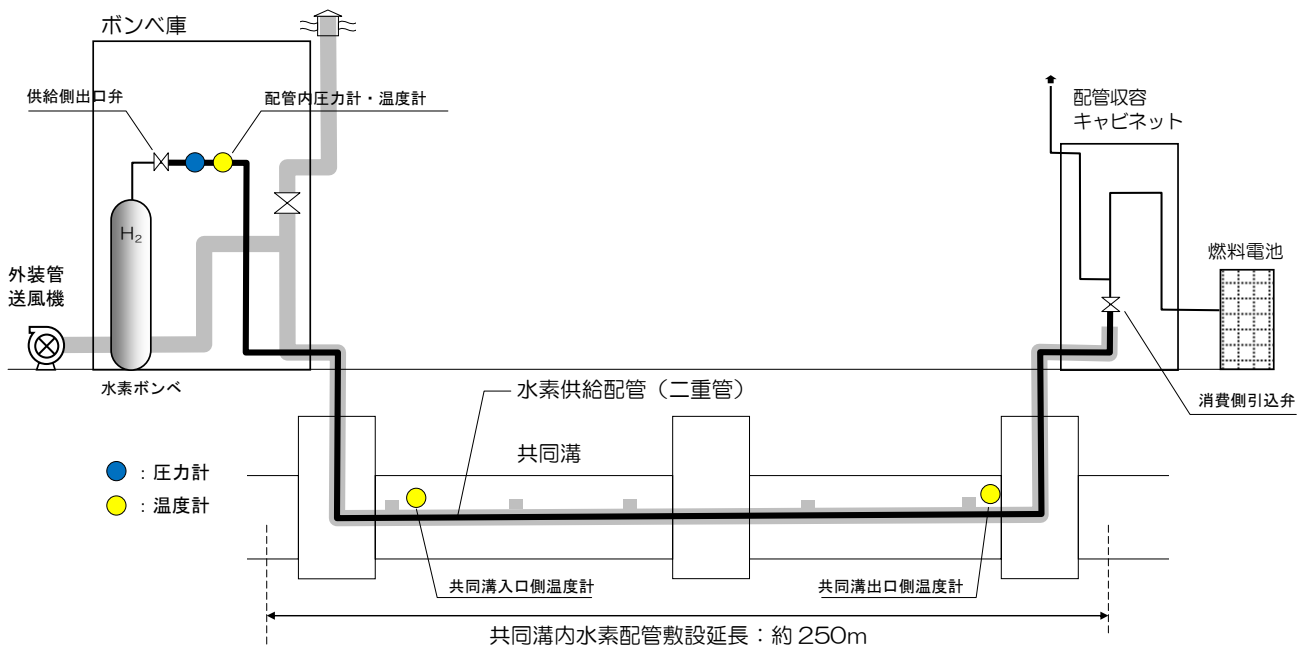 ボンベ庫
供給側出口弁
配管内圧力計・温度計
配管収容
キャビネット
H₂
燃料電池
外装管
送風機
水素ボンベ
水素供給配管（二重管）
消費側引込弁
共同溝
：圧力計
：温度計
共同溝入口側温度計
共同溝出口側温度計
共同溝内水素配管敷設延長：約 250m